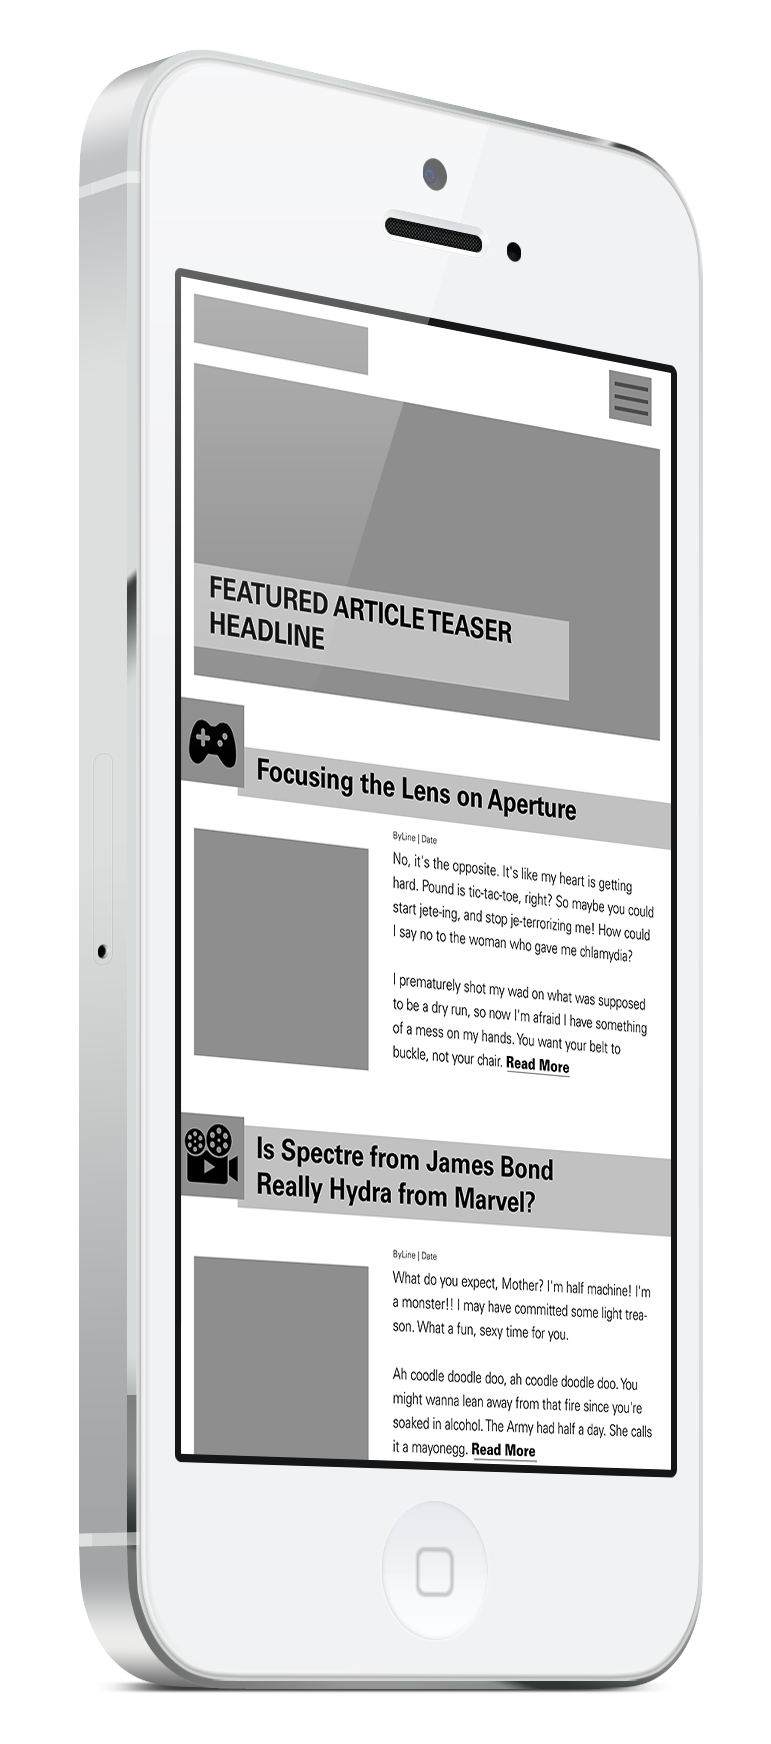 FEATURED ARTICLE TEASER
HEADLINE
Focusing the Lens on Aperture
ByLine | Date
No, it's the opposite. It's like my heart is getting
hard. Pound is tic-tac-toe, right? So maybe you could
start jete-ing, and stop je-terrorizing me! How could
I say no to the woman who gave me chlamydia?
I prematurely shot my wad on what was supposed
to be a dry run, so now I'm afraid I have something
of a mess on my hands. You want your belt to
buckle, not your chair. Read More
Is Spectre from James Bond
Really Hydra from Marvel?
ByLine | Date
What do you expect, Mother? I'm half machine! I'm
a monster!! I may have committed some light trea-
son. What a fun, sexy time for you.
Ah coodle doodle doo, ah coodle doodle doo. You
might wanna lean away from that fire since you're
soaked in alcohol. The Army had half a day. She calls
it a mayonegg. Read More